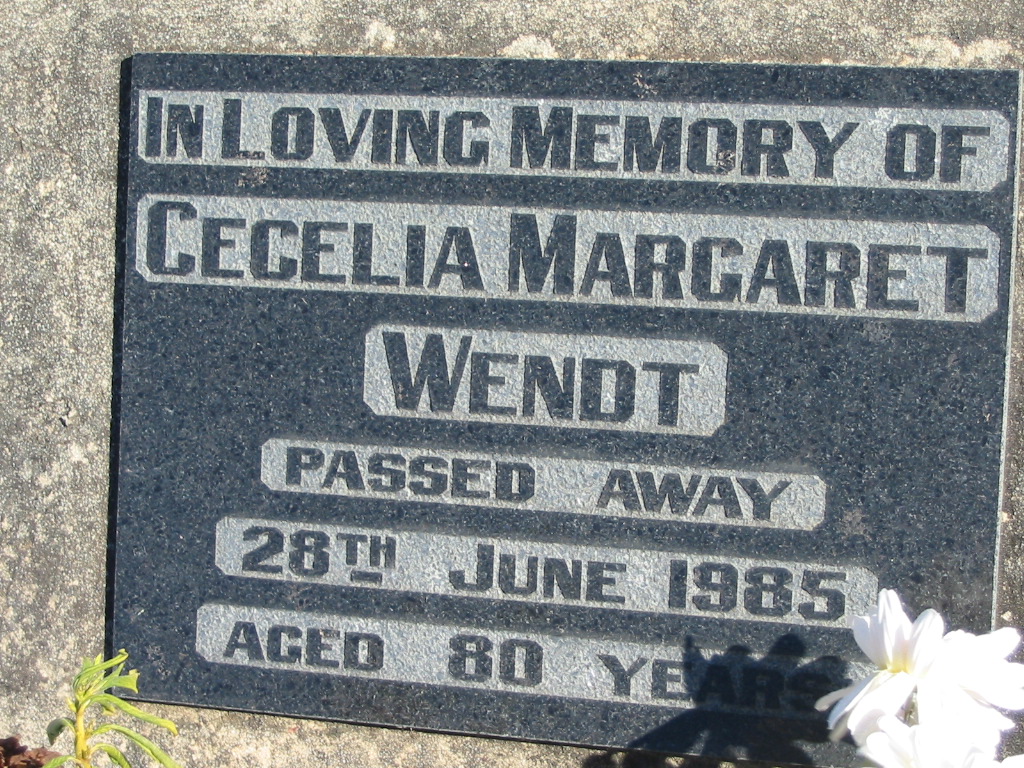 IN LOVING MEMORY OF
CECELIA MARGARET
WENDT
PASSED AWAY
28TH JUNE 1985
AGED 80 YEARS